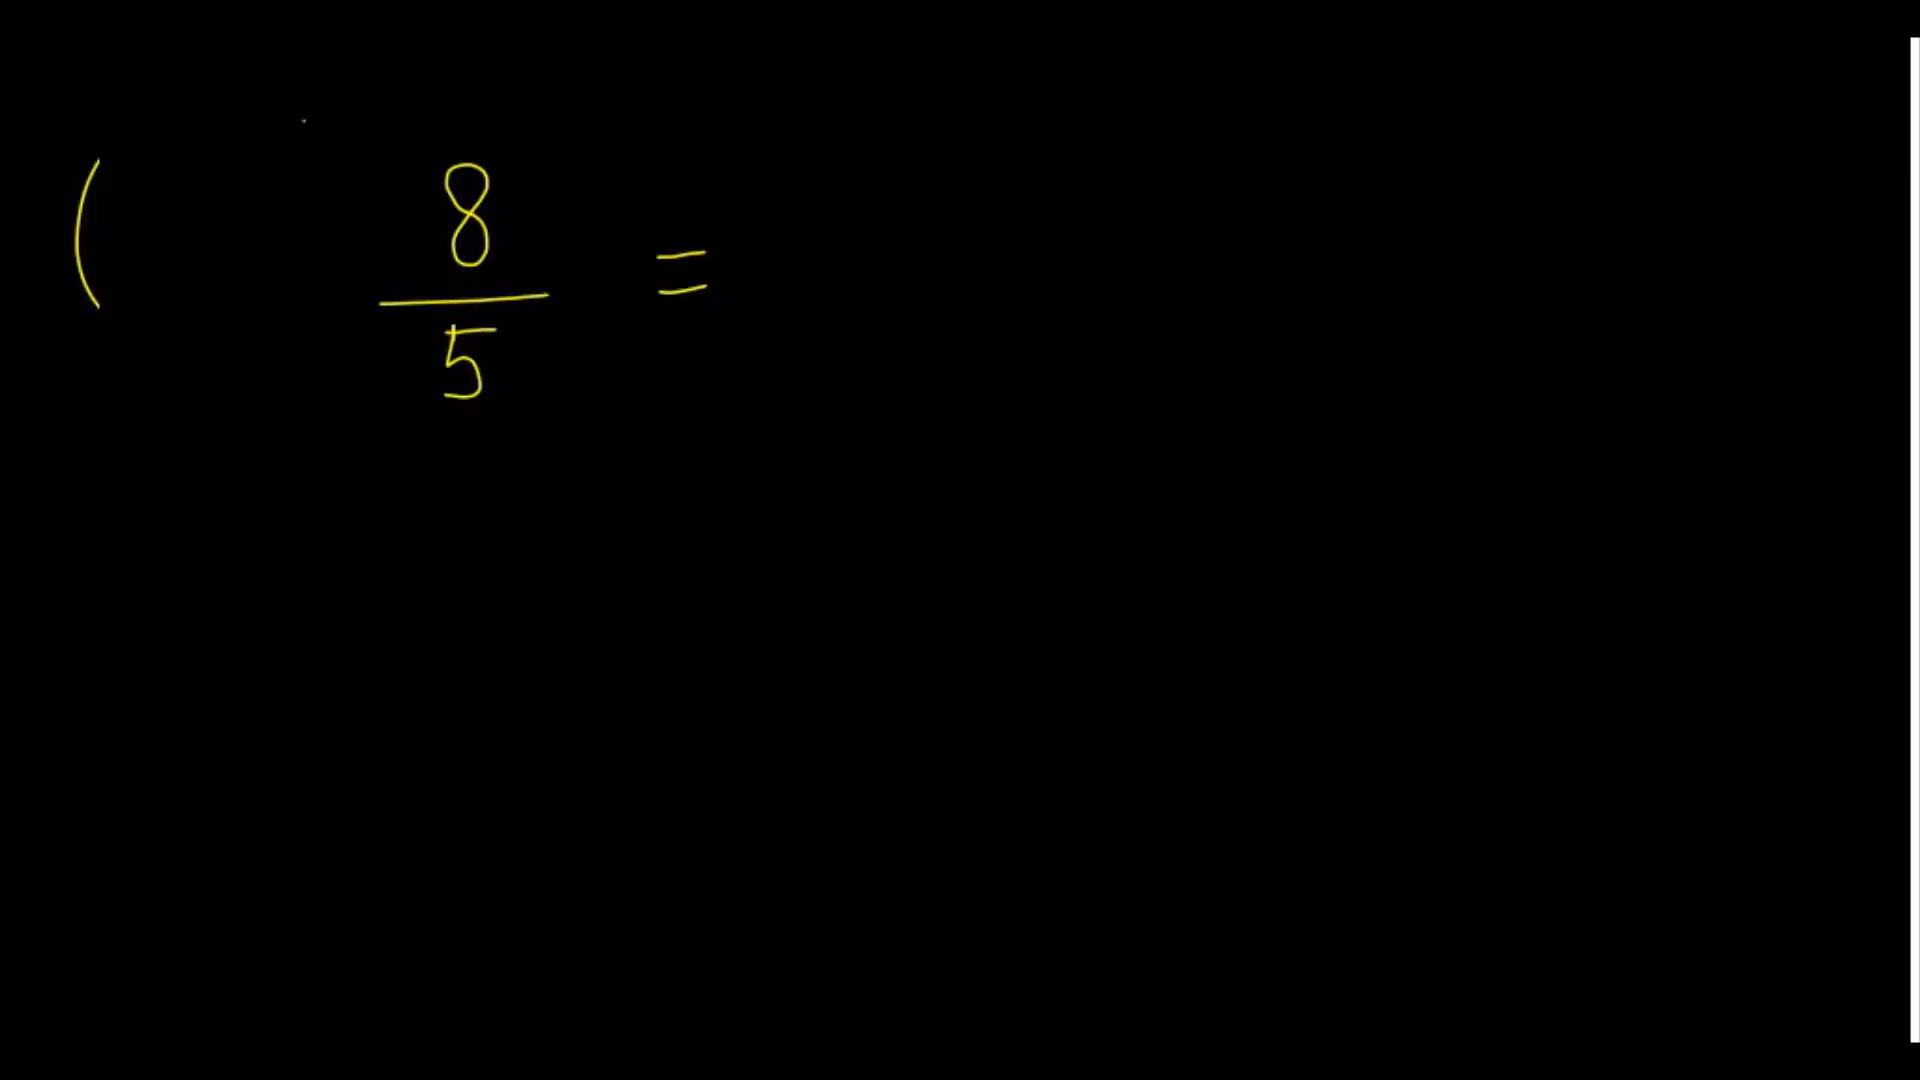 ( 8/5 =